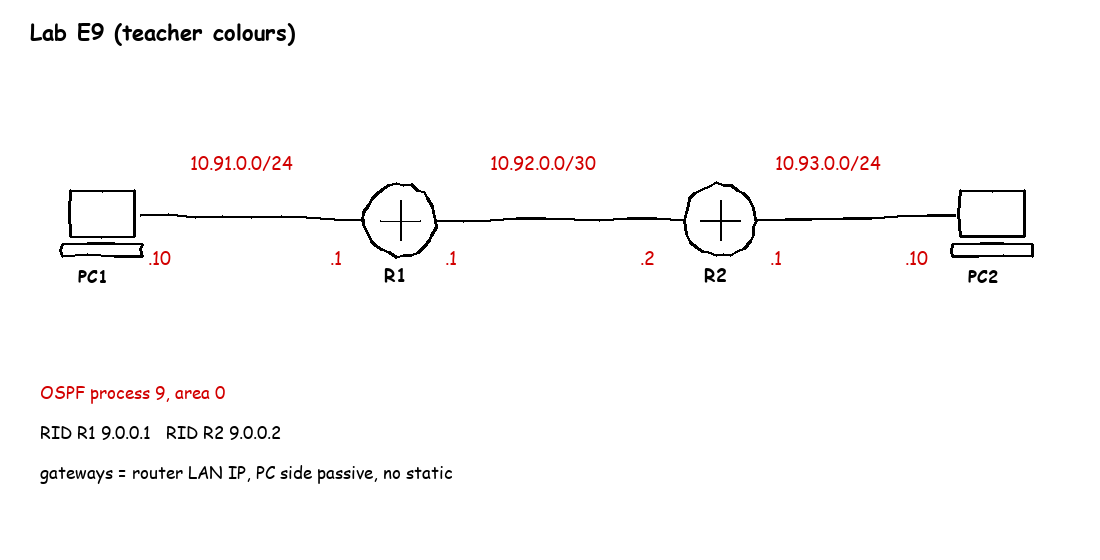 Lab E9 (teacher colours)
10.91.0.0/24 10.92.0.0/30 10.93.0.0/24
.10 .1 .1 .2 .1 .10
PC1 R1 R2 PC2
OSPF process 9, area 0
RID R1 9.0.0.1 RID R2 9.0.0.2
gateways = router LAN IP, PC side passive, no static